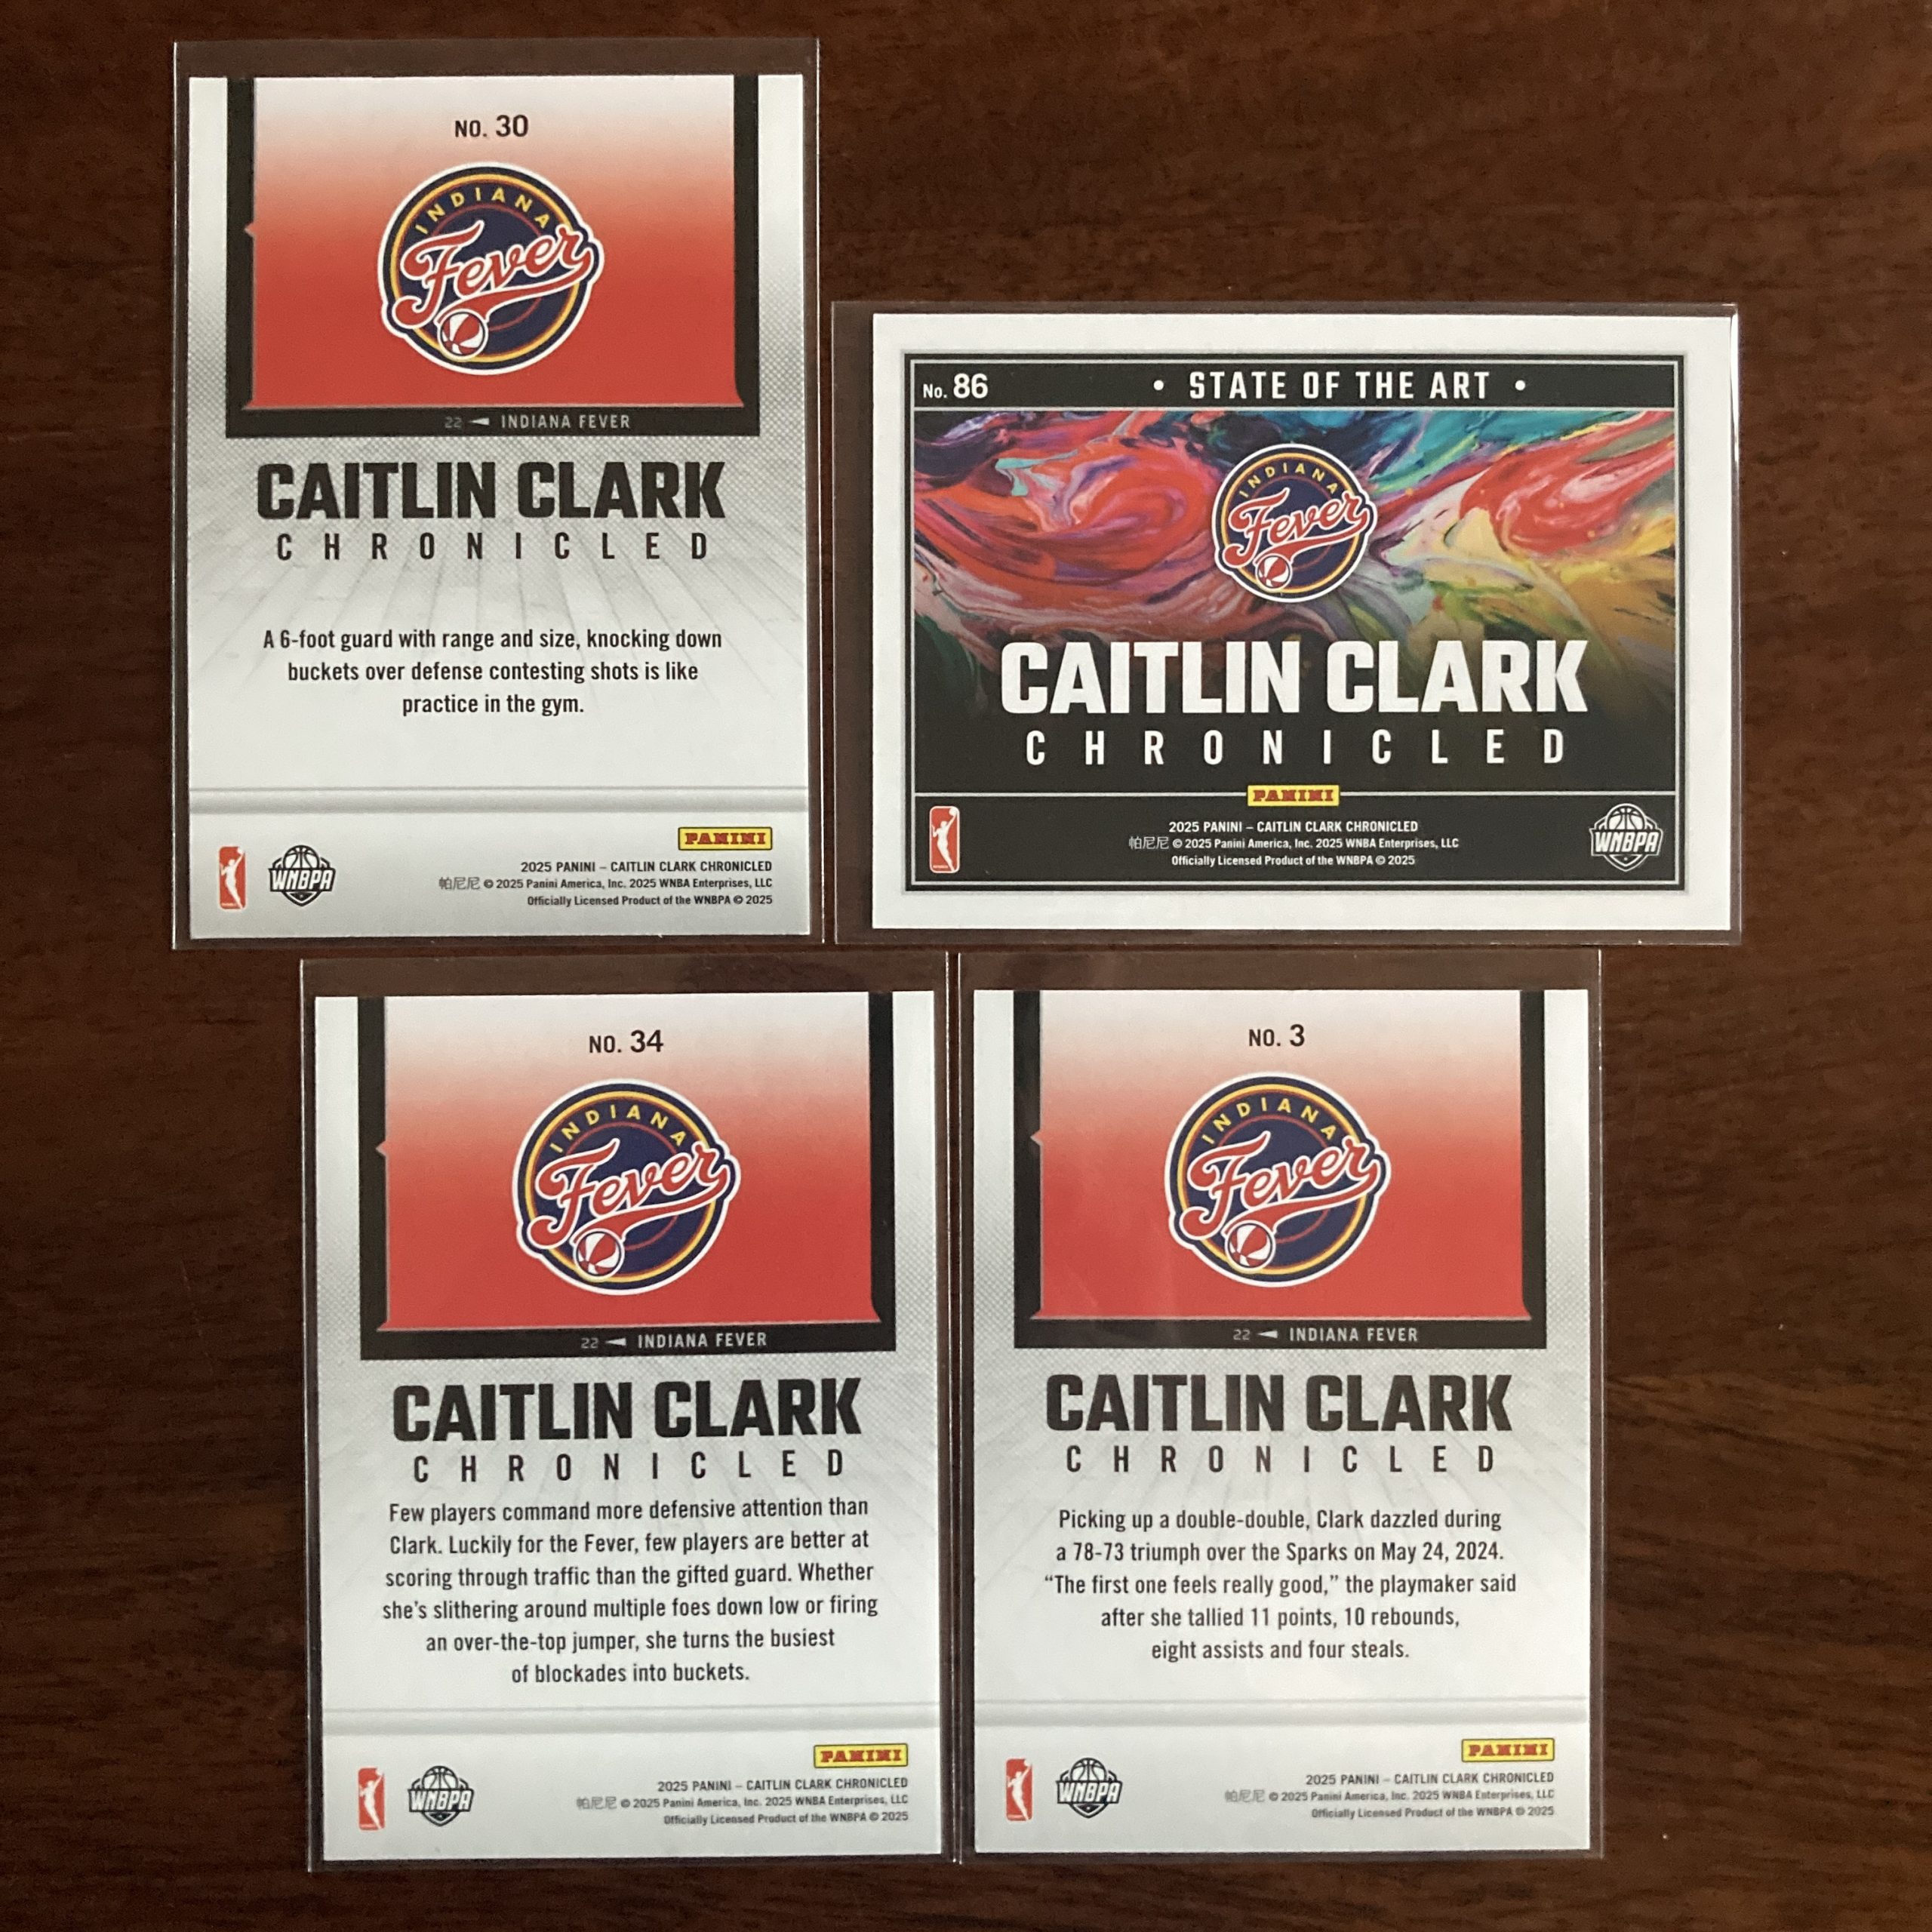 NO. 30
INDIANA
Fever
22 INDIANA FEVER
CAITLIN CLARK
CHRONICLED
A 6-foot guard with range and size, knocking down
buckets over defense contesting shots is like
practice in the gym.
PANINI
WNBPA
2025 PANINI – CAITLIN CLARK CHRONICLED
帕尼尼 © 2025 Panini America, Inc. 2025 WNBA Enterprises, LLC
Officially Licensed Product of the WNBPA © 2025
No. 86
• STATE OF THE ART •
INDIANA
Fever
CAITLIN CLARK
CHRONICLED
PANINI
2025 PANINI – CAITLIN CLARK CHRONICLED
帕尼尼 © 2025 Panini America, Inc. 2025 WNBA Enterprises, LLC
Officially Licensed Product of the WNBPA © 2025
WNBPA
NO. 34
INDIANA
Fever
22 INDIANA FEVER
CAITLIN CLARK
CHRONICLED
Few players command more defensive attention than
Clark. Luckily for the Fever, few players are better at
scoring through traffic than the gifted guard. Whether
she's slithering around multiple foes down low or firing
an over-the-top jumper, she turns the busiest
of blockades into buckets.
PANINI
WNBPA
2025 PANINI – CAITLIN CLARK CHRONICLED
帕尼尼 © 2025 Panini America, Inc. 2025 WNBA Enterprises, LLC
Officially Licensed Product of the WNBPA © 2025
NO. 3
INDIANA
Fever
22 INDIANA FEVER
CAITLIN CLARK
CHRONICLED
Picking up a double-double, Clark dazzled during
a 78-73 triumph over the Sparks on May 24, 2024.
“The first one feels really good,” the playmaker said
after she tallied 11 points, 10 rebounds,
eight assists and four steals.
PANINI
WNBPA
2025 PANINI – CAITLIN CLARK CHRONICLED
帕尼尼 © 2025 Panini America, Inc. 2025 WNBA Enterprises, LLC
Officially Licensed Product of the WNBPA © 2025